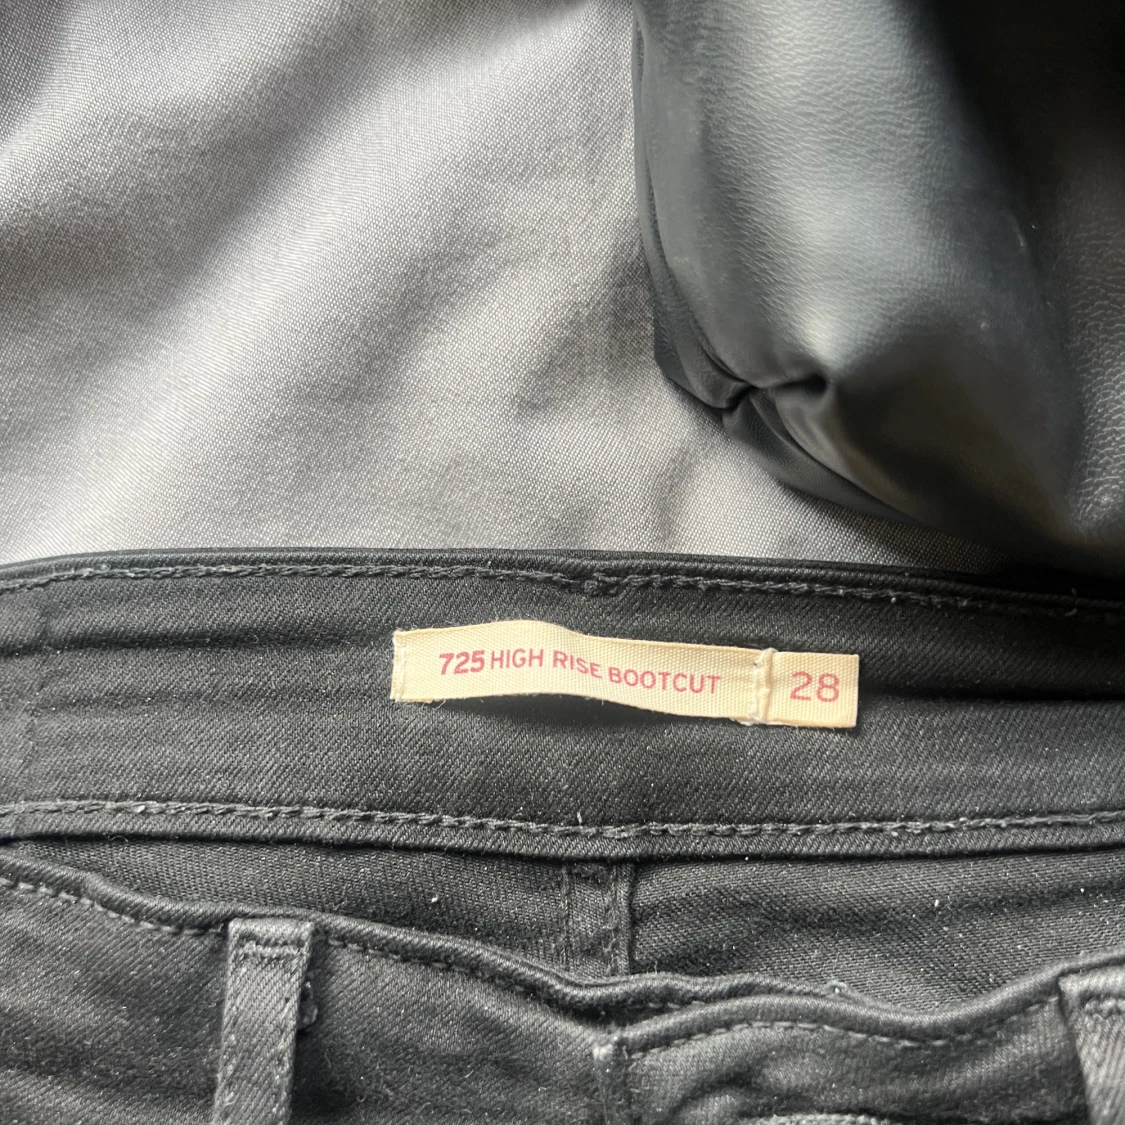 725 HIGH RISE BOOTCUT 28